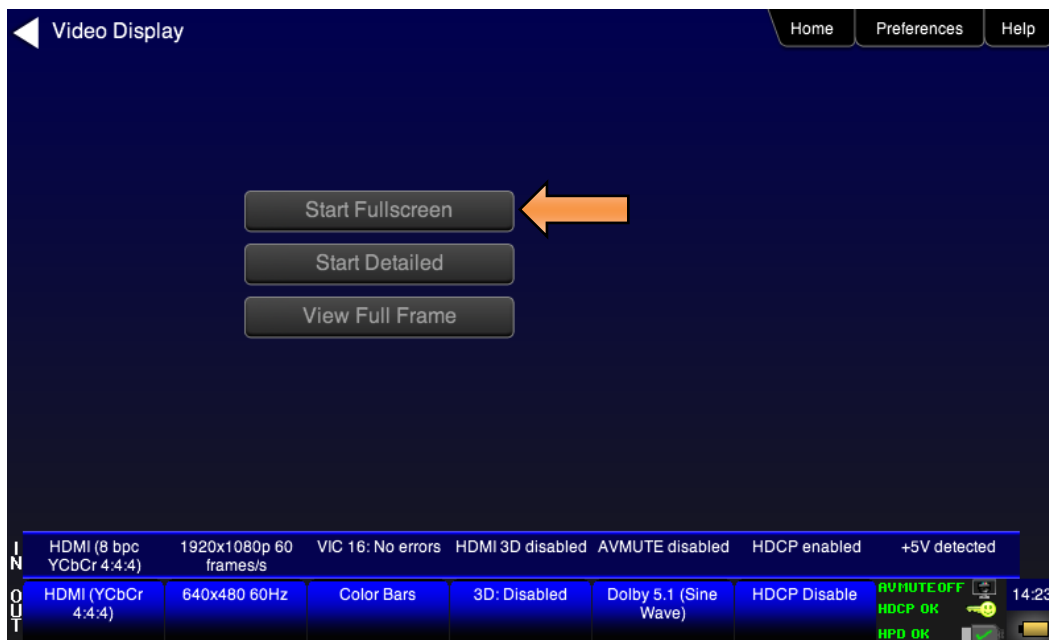 Video Display
Home
Preferences
Help
Start Fullscreen
Start Detailed
View Full Frame
IN
HDMI (8 bpc
YCbCr 4:4:4)
1920x1080p 60
frames/s
VIC 16: No errors
HDMI 3D disabled
AVMUTE disabled
HDCP enabled
+5V detected
OUT
HDMI (YCbCr
4:4:4)
640x480 60Hz
Color Bars
3D: Disabled
Dolby 5.1 (Sine
Wave)
HDCP Disable
AVMUTEOFF
HDCP OK
HPD OK
14:23